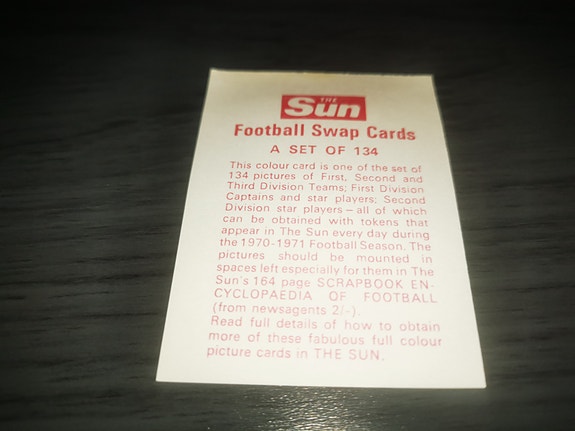 THE
Sun
Football Swap Cards
A SET OF 134
This colour card is one of the set of
134 pictures of First, Second and
Third Division Teams; First Division
Captains and star players; Second
Division star players – all of which
can be obtained with tokens that
appear in The Sun every day during
the 1970-1971 Football Season. The
pictures should be mounted in
spaces left especially for them in The
Sun's 164 page SCRAPBOOK EN-
CYCLOPAEDIA OF FOOTBALL
(from newsagents 2/-).
Read full details of how to obtain
more of these fabulous full colour
picture cards in THE SUN.